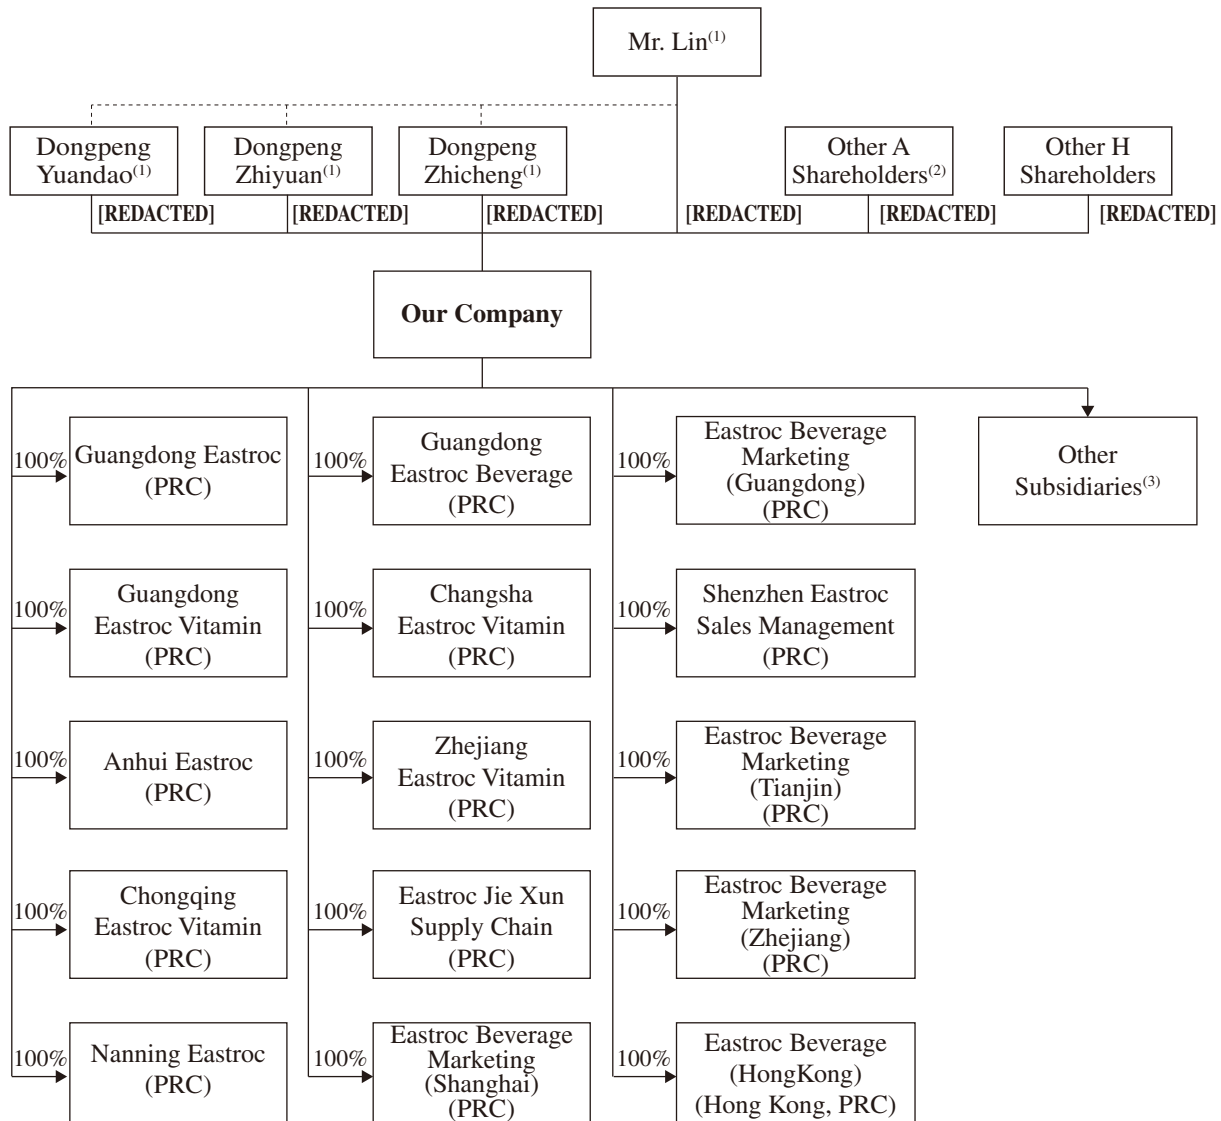 Mr. Lin(1)
Dongpeng
Yuandao(1)
Dongpeng
Zhiyuan(1)
Dongpeng
Zhicheng(1)
Other A
Shareholders(2)
Other H
Shareholders
[REDACTED]
[REDACTED]
[REDACTED]
[REDACTED]
[REDACTED]
[REDACTED]
Our Company
100%
Guangdong Eastroc
(PRC)
100%
Guangdong
Eastroc Beverage
(PRC)
100%
Eastroc Beverage
Marketing
(Guangdong)
(PRC)
Other
Subsidiaries(3)
100%
Guangdong
Eastroc Vitamin
(PRC)
100%
Changsha
Eastroc Vitamin
(PRC)
100%
Shenzhen Eastroc
Sales Management
(PRC)
100%
Anhui Eastroc
(PRC)
100%
Zhejiang
Eastroc Vitamin
(PRC)
100%
Eastroc Beverage
Marketing
(Tianjin)
(PRC)
100%
Chongqing
Eastroc Vitamin
(PRC)
100%
Eastroc Jie Xun
Supply Chain
(PRC)
100%
Eastroc Beverage
Marketing
(Zhejiang)
(PRC)
100%
Nanning Eastroc
(PRC)
100%
Eastroc Beverage
Marketing
(Shanghai)
(PRC)
100%
Eastroc Beverage
(HongKong)
(Hong Kong, PRC)